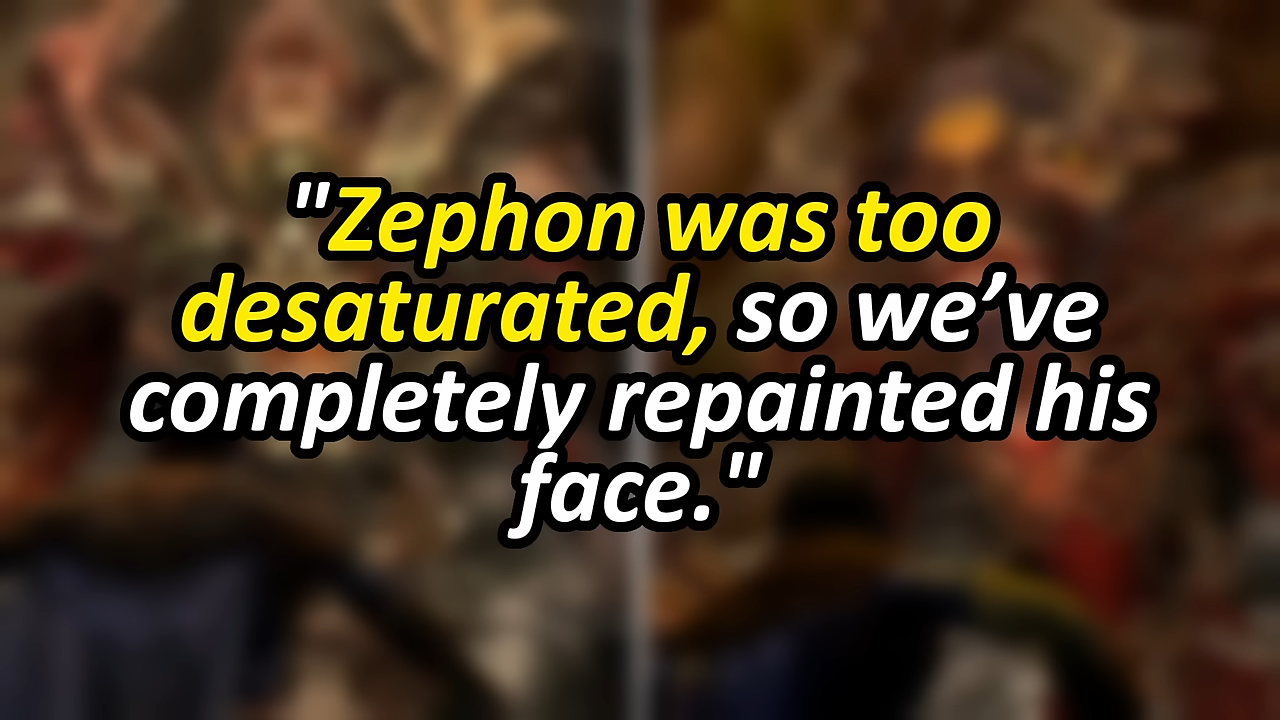 "Zephon was too
desaturated, so we’ve
completely repainted his
face."